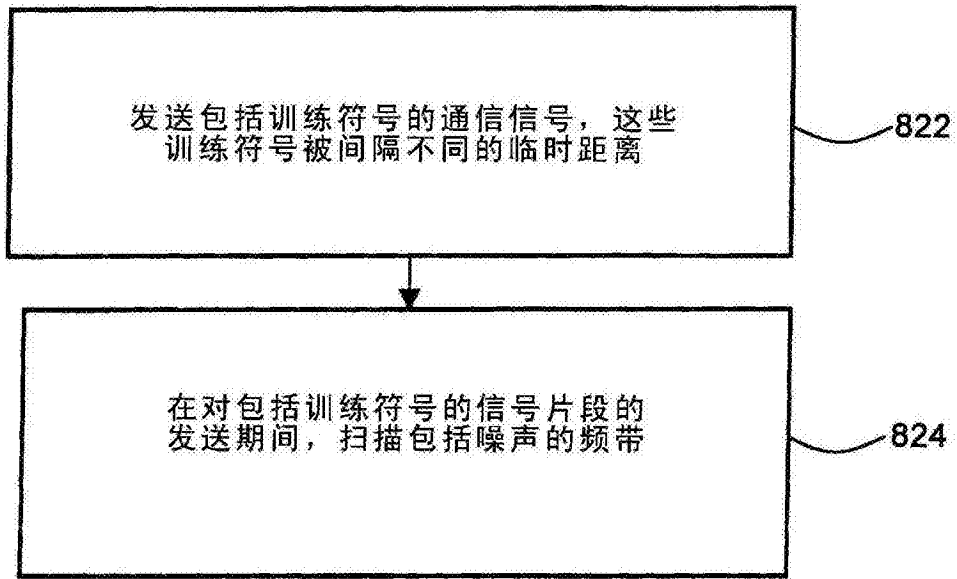 发送包括训练符号的通信信号，这些
训练符号被间隔不同的临时距离
822
在对包括训练符号的信号片段的
发送期间，扫描包括噪声的频带
824